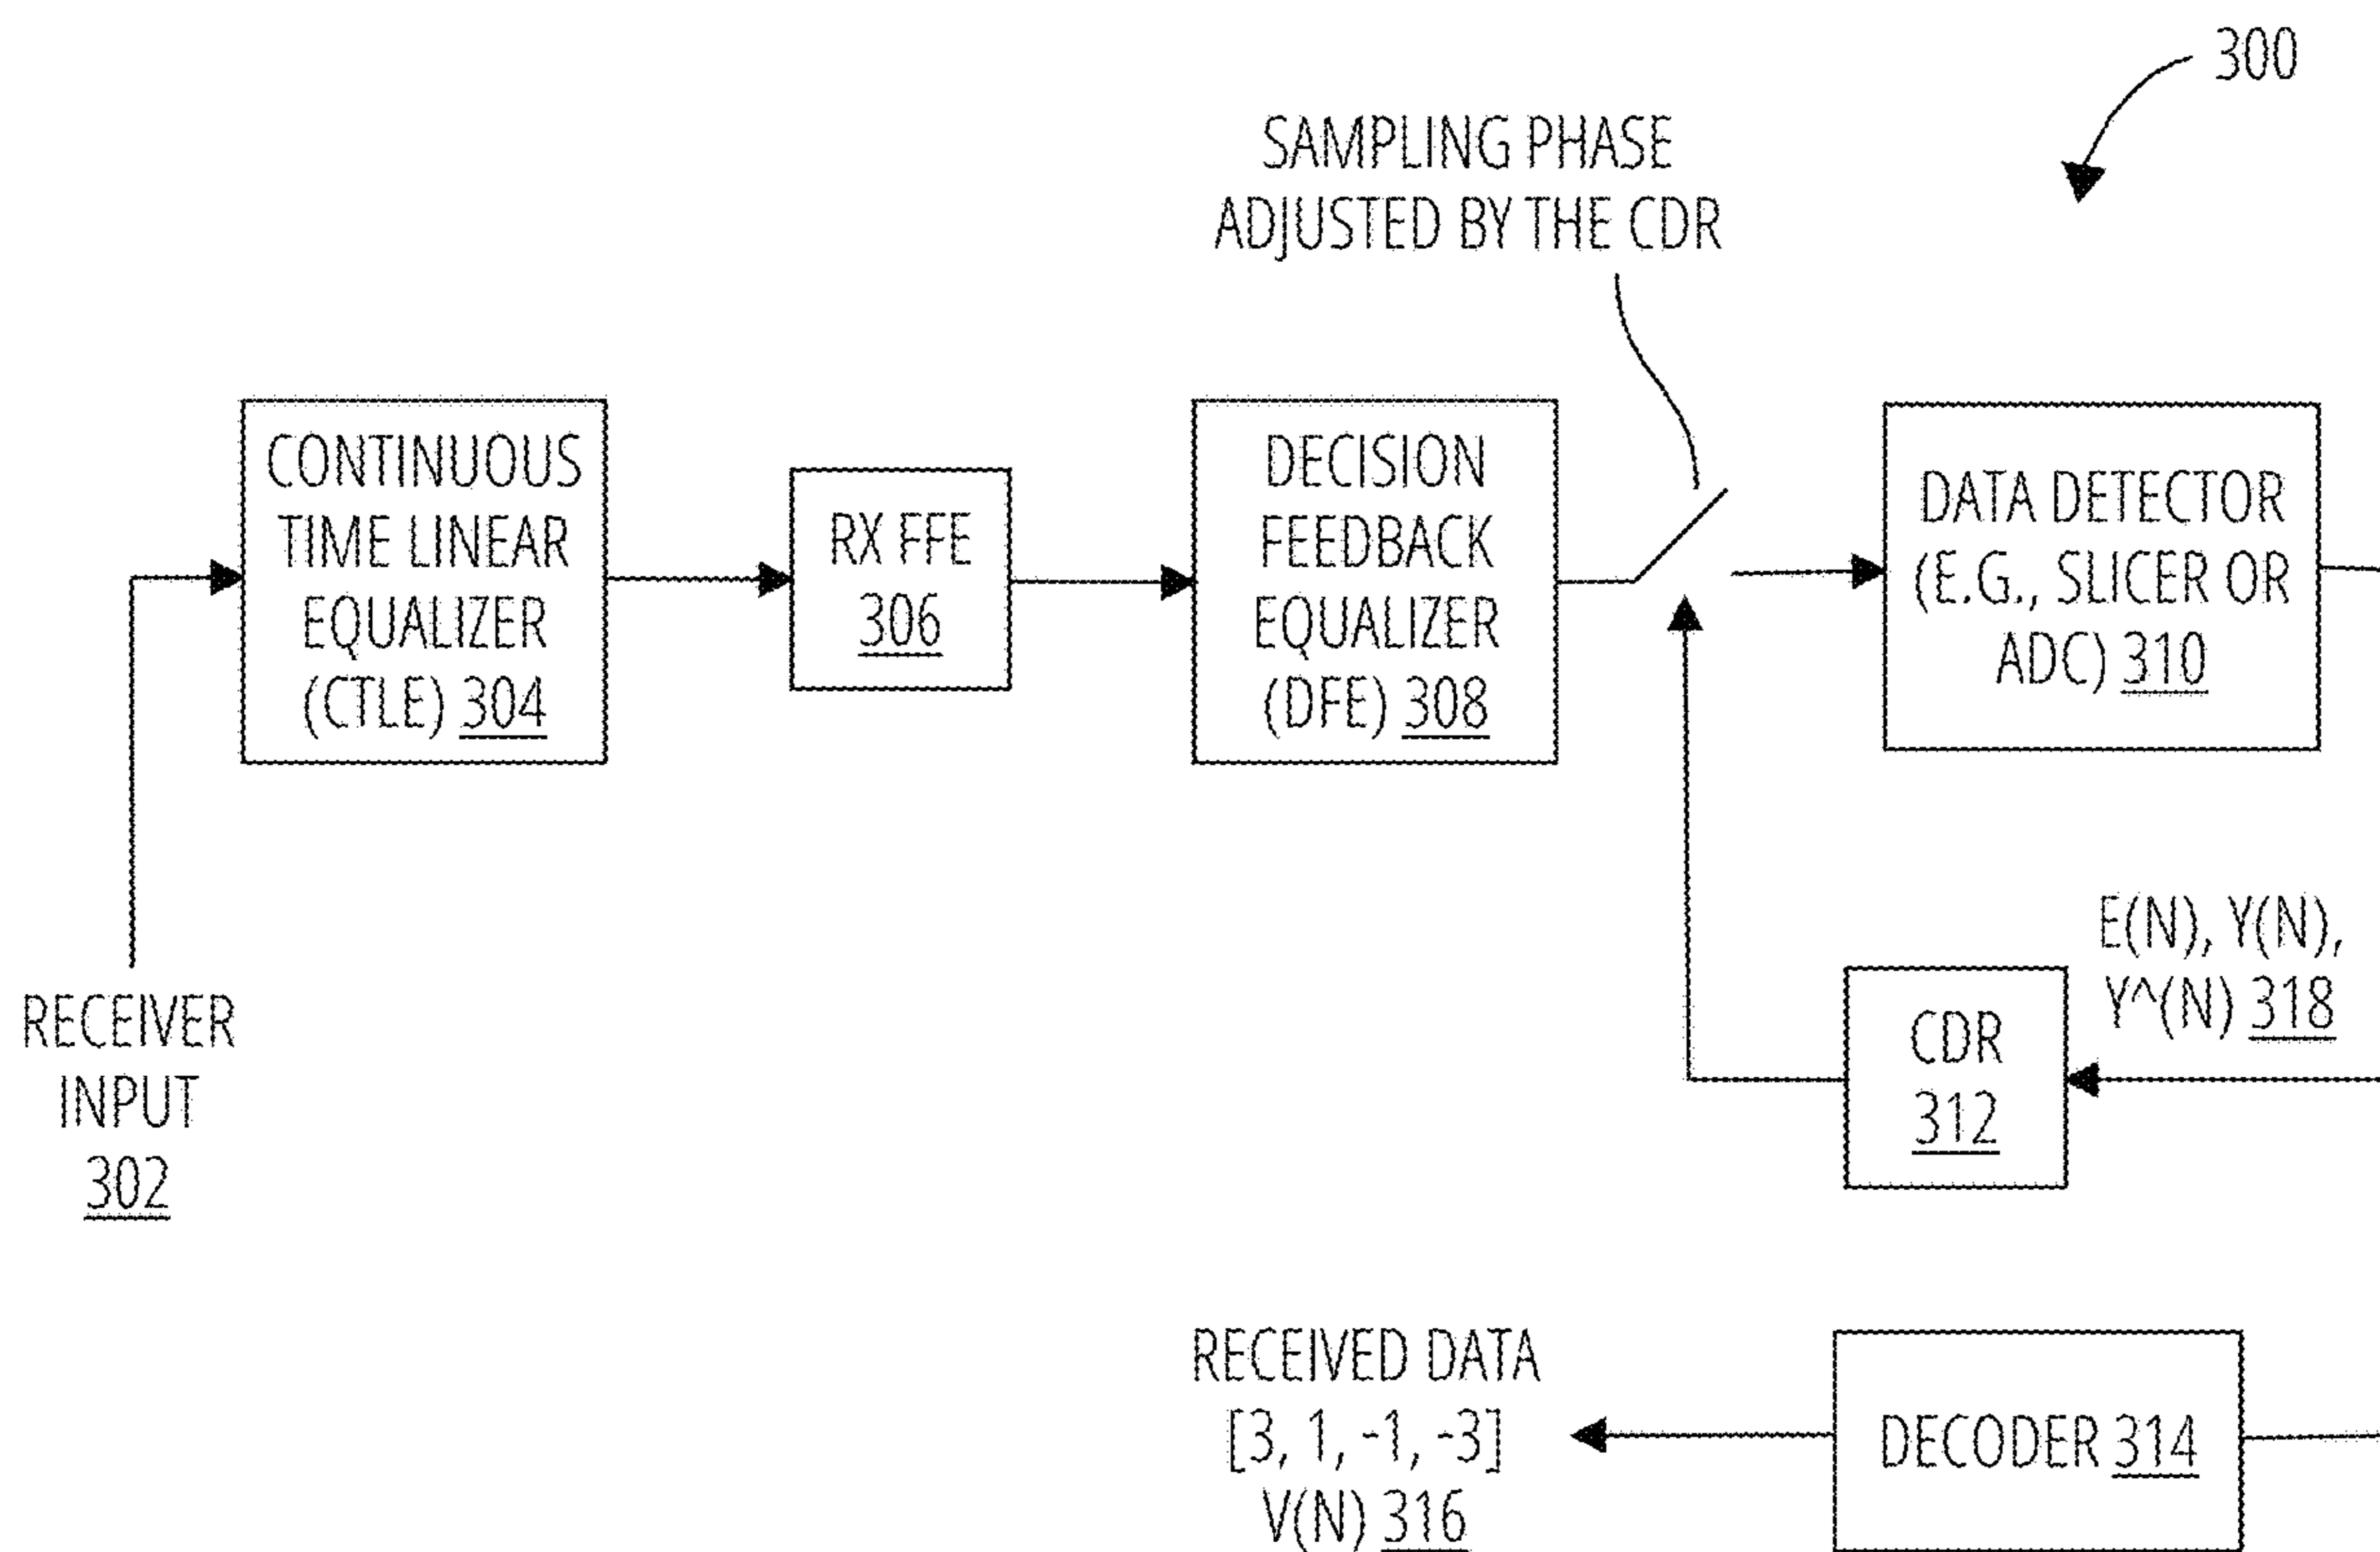 300
SAMPLING PHASE
ADJUSTED BY THE CDR
CONTINUOUS
TIME LINEAR
EQUALIZER
(CTLE) 304
RX FFE
306
DECISION
FEEDBACK
EQUALIZER
(DFE) 308
DATA DETECTOR
(E.G., SLICER OR
ADC) 310
RECEIVER
INPUT
302
E(N), Y(N),
Y^(N) 318
CDR
312
RECEIVED DATA
[3, 1, -1, -3]
V(N) 316
DECODER 314